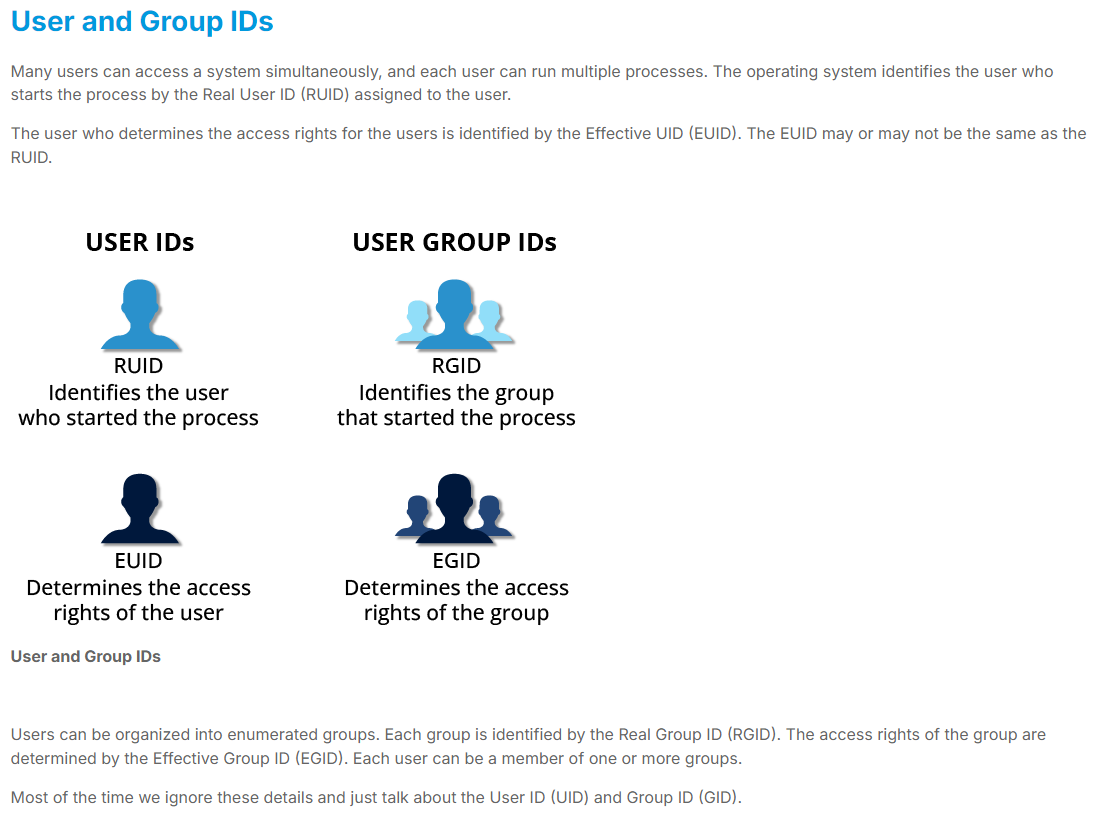 User and Group IDs
Many users can access a system simultaneously, and each user can run multiple processes. The operating system identifies the user who
starts the process by the Real User ID (RUID) assigned to the user.
The user who determines the access rights for the users is identified by the Effective UID (EUID). The EUID may or may not be the same as the
RUID.
USER IDs
RUID
Identifies the user
who started the process
EUID
Determines the access
rights of the user
USER GROUP IDs
RGID
Identifies the group
that started the process
EGID
Determines the access
rights of the group
User and Group IDs
Users can be organized into enumerated groups. Each group is identified by the Real Group ID (RGID). The access rights of the group are
determined by the Effective Group ID (EGID). Each user can be a member of one or more groups.
Most of the time we ignore these details and just talk about the User ID (UID) and Group ID (GID).